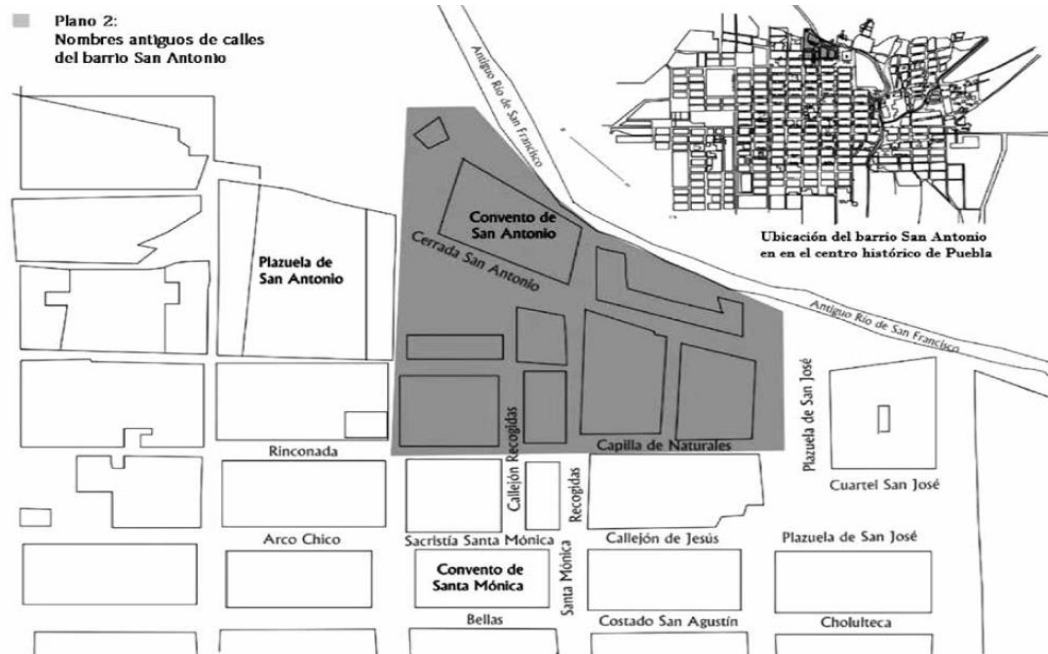 Plano 2:
Nombres antiguos de calles
del barrio San Antonio
Antiguo Río de San Francisco
Ubicación del barrio San Antonio
en en el centro histórico de Puebla
Convento de
San Antonio
Cerrada San Antonio
Plazuela de
San Antonio
Antiguo Río de San Francisco
Plazuela de San José
Rinconada
Callejón Recogidas
Capilla de Naturales
Recogidas
Cuartel San José
Arco Chico
Sacristía Santa Mónica
Callejón de Jesús
Plazuela de San José
Convento de
Santa Mónica
Santa Mónica
Bellas
Costado San Agustín
Cholulteca